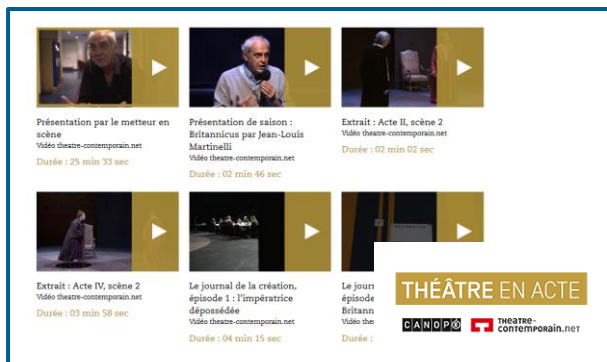 Présentation par le metteur en
scène
Vidéo theatre-contemporain.net
Durée : 25 min 33 sec
Présentation de saison :
Britannicus par Jean-Louis
Martinelli
Vidéo theatre-contemporain.net
Durée : 02 min 46 sec
Extrait : Acte II, scène 2
Vidéo theatre-contemporain.net
Durée : 02 min 02 sec
Extrait : Acte IV, scène 2
Vidéo theatre-contemporain.net
Durée : 03 min 58 sec
Le journal de la création,
épisode 1 : l'impératrice
dépossédée
Vidéo theatre-contemporain.net
Durée : 04 min 15 sec
Le
épisode
Durée :
THÉÂTRE EN ACTE
CANOPÉ
THEATRE-
CONTEMPORAIN.NET